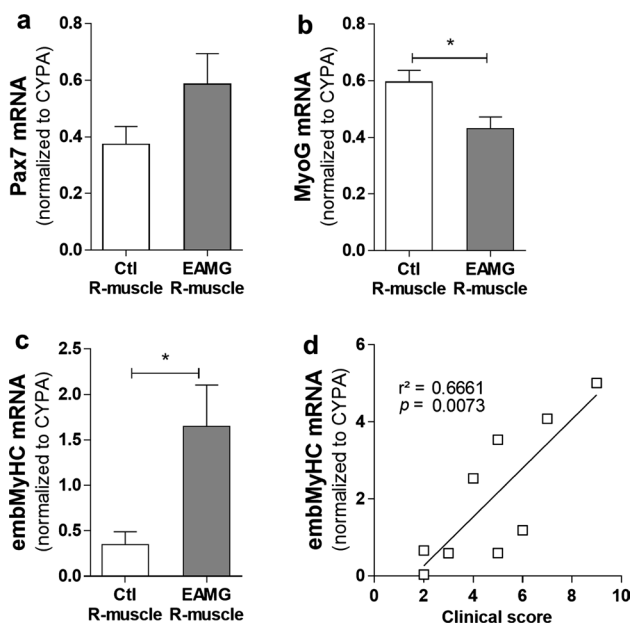 a
Pax7 mRNA
(normalized to CYPA)
0.8
0.6
0.4
0.2
0.0
Ctl
R-muscle
EAMG
R-muscle
b
MyoG mRNA
(normalized to CYPA)
0.8
0.6
0.4
0.2
0.0
*
Ctl
R-muscle
EAMG
R-muscle
c
embMyHC mRNA
(normalized to CYPA)
2.5
2.0
1.5
1.0
0.5
0.0
*
Ctl
R-muscle
EAMG
R-muscle
d
embMyHC mRNA
(normalized to CYPA)
6
4
2
0
r² = 0.6661
p = 0.0073
0 2 4 6 8 10
Clinical score